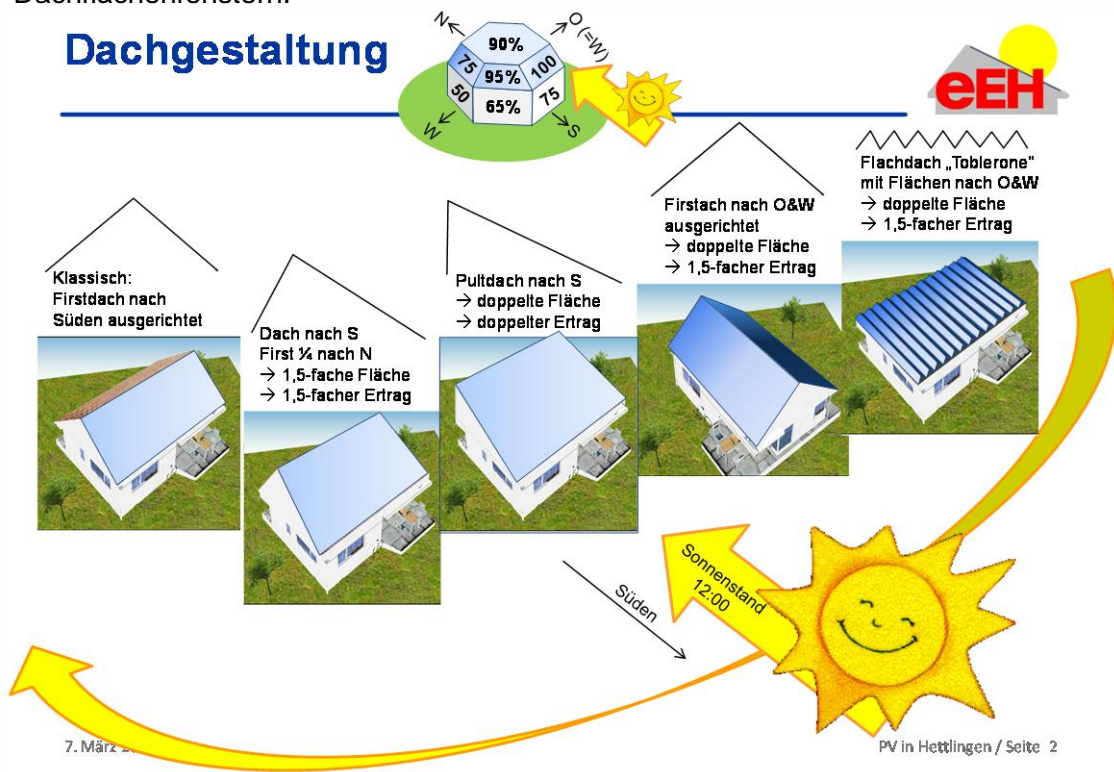 Dachgestaltung
N
O (=W)
90%
75
95%
100
50
65%
75
W
S
eEH
Klassisch:
Firstdach nach
Süden ausgerichtet
Dach nach S
First ¼ nach N
→ 1,5-fache Fläche
→ 1,5-facher Ertrag
Pultdach nach S
→ doppelte Fläche
→ doppelter Ertrag
Firstach nach O&W
ausgerichtet
→ doppelte Fläche
→ 1,5-facher Ertrag
Flachdach „Toblerone"
mit Flächen nach O&W
→ doppelte Fläche
→ 1,5-facher Ertrag
Süden
Sonnenstand
12:00
7. März
PV in Hettlingen / Seite 2